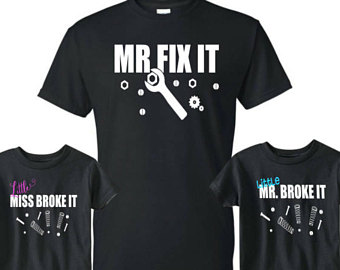 MR FIX IT
Little
MISS BROKE IT
Little
MR. BROKE IT